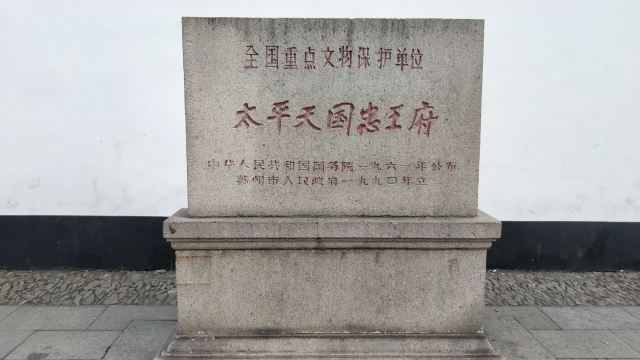 全国重点文物保护单位
太平天国忠王府
中华人民共和国国务院一九六一年公布
苏州市人民政府一九九〇年立